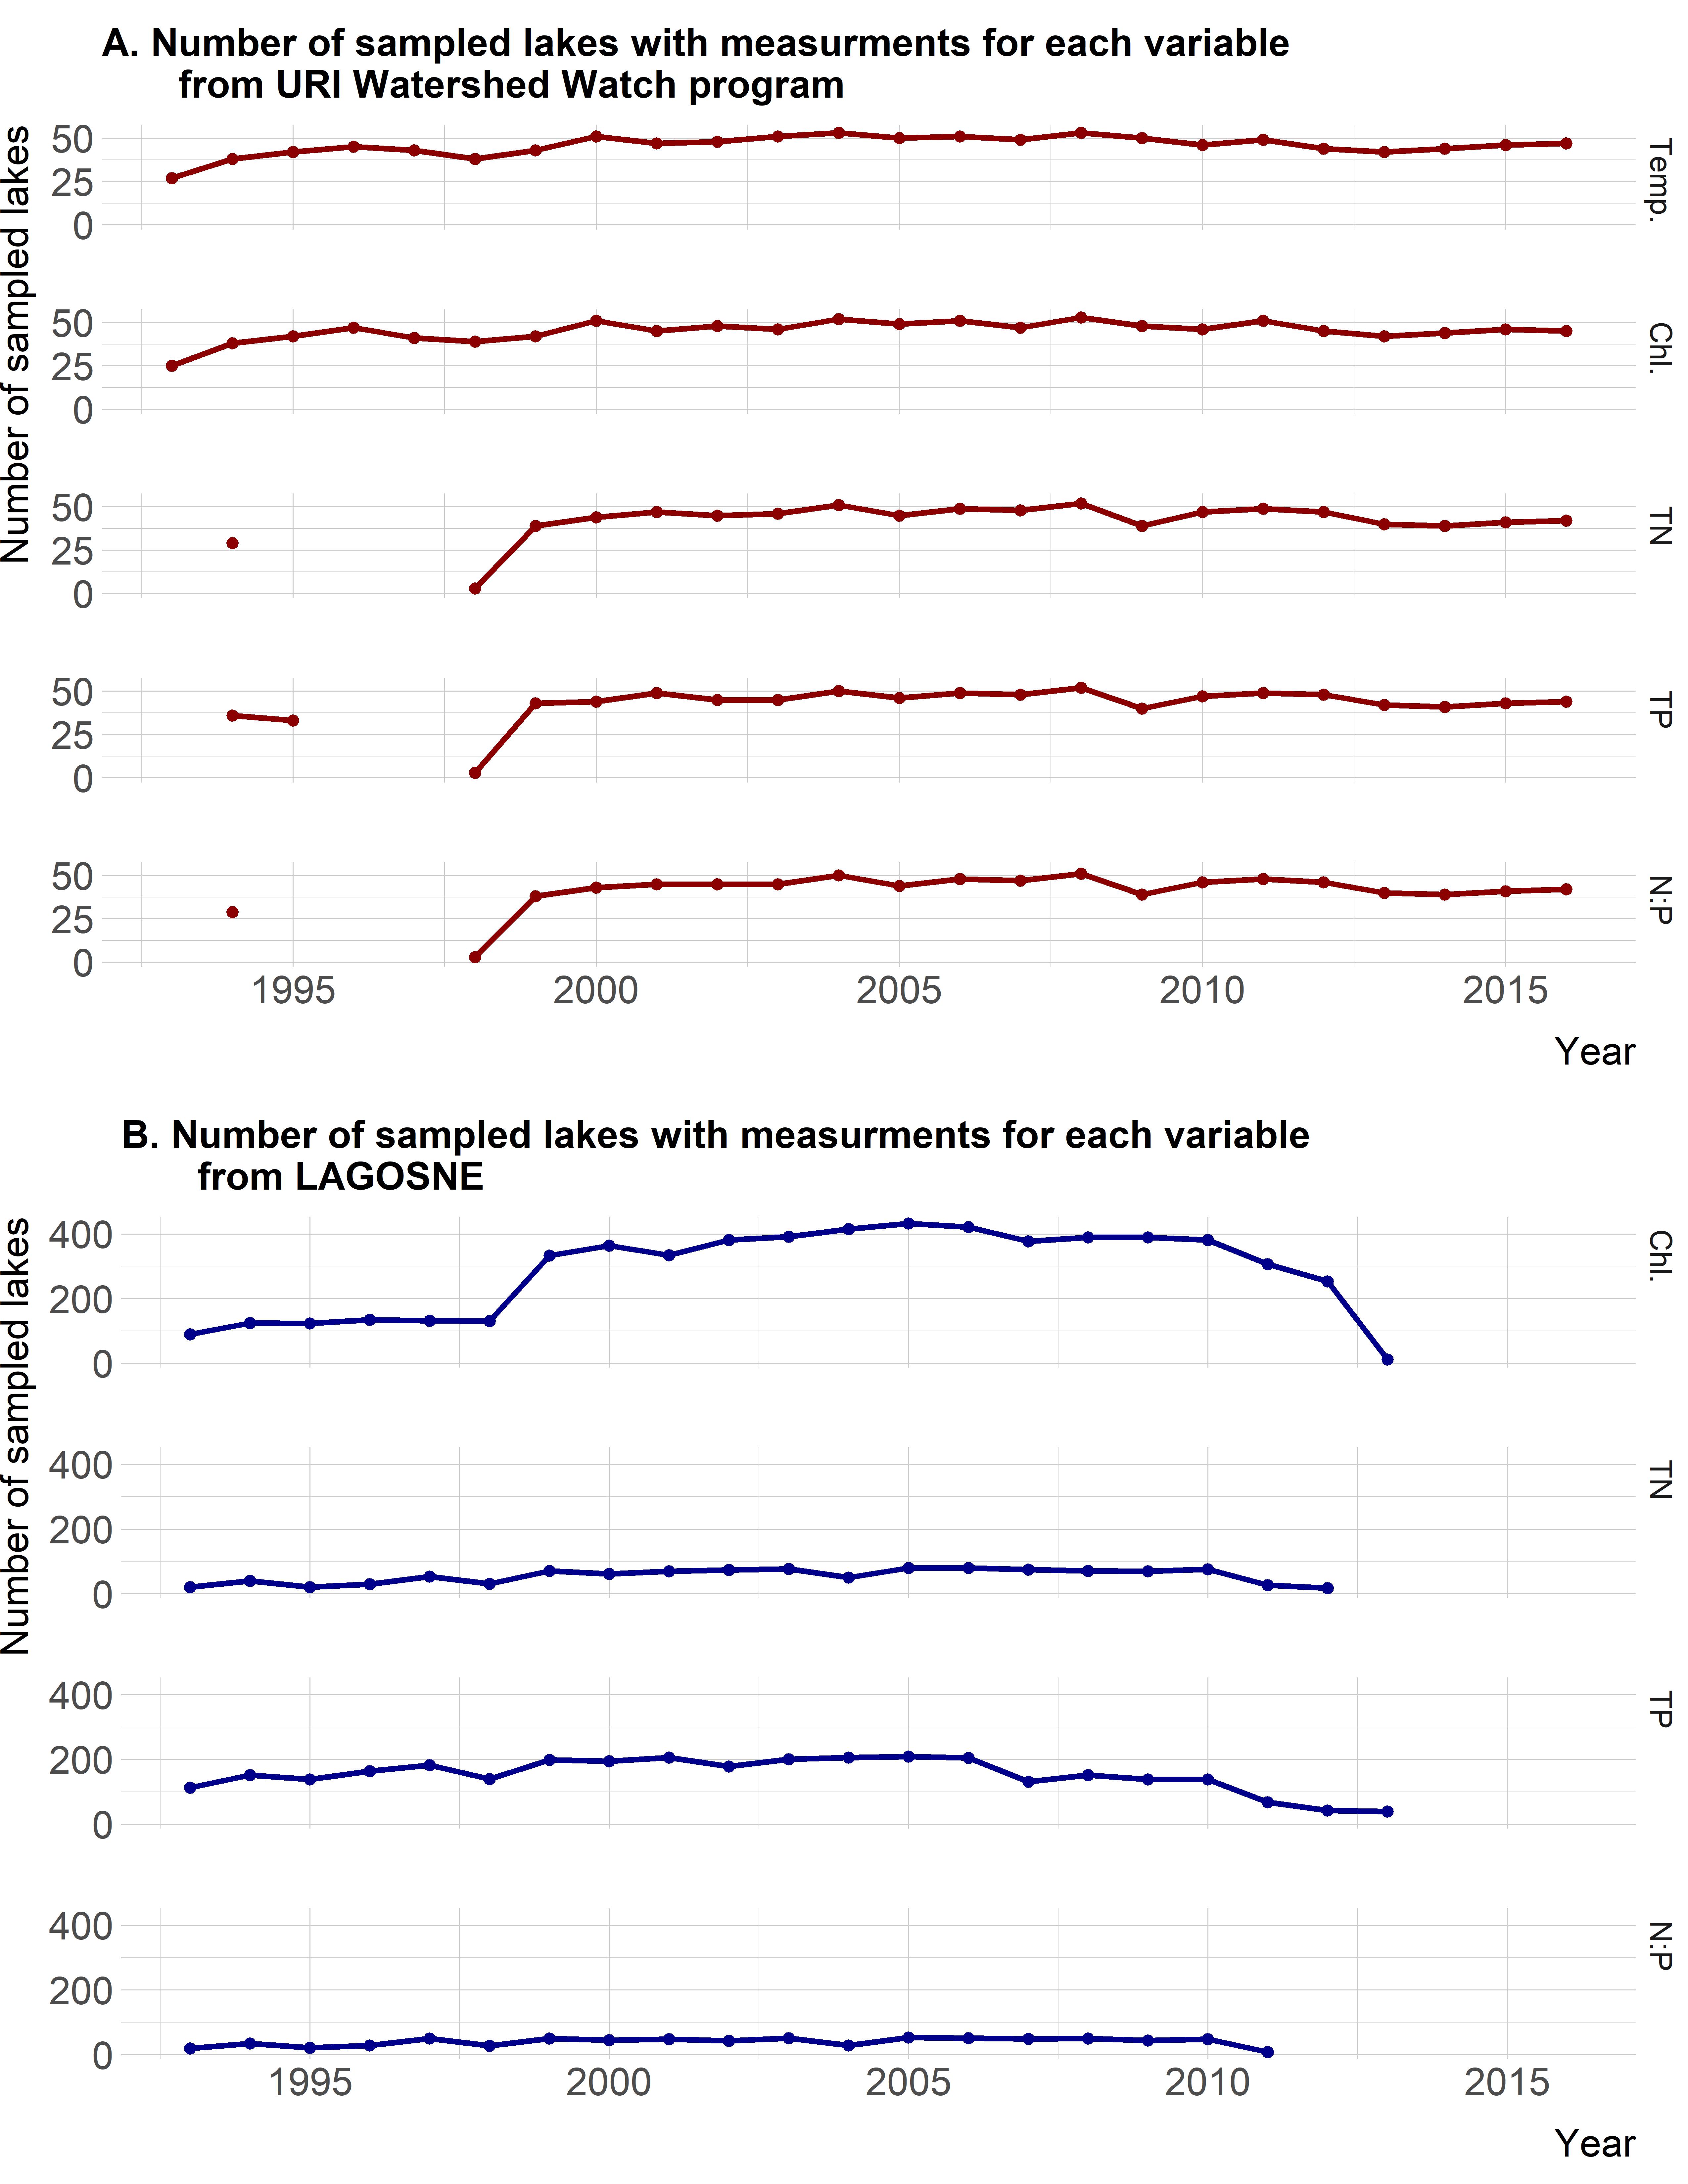 A. Number of sampled lakes with measurments for each variable
from URI Watershed Watch program
Number of sampled lakes
50
25
0
Temp.
50
25
0
Chl.
50
25
0
TN
50
25
0
TP
50
25
0
N:P
1995 2000 2005 2010 2015
Year
B. Number of sampled lakes with measurments for each variable
from LAGOSNE
Number of sampled lakes
400
200
0
Chl.
400
200
0
TN
400
200
0
TP
400
200
0
N:P
1995 2000 2005 2010 2015
Year